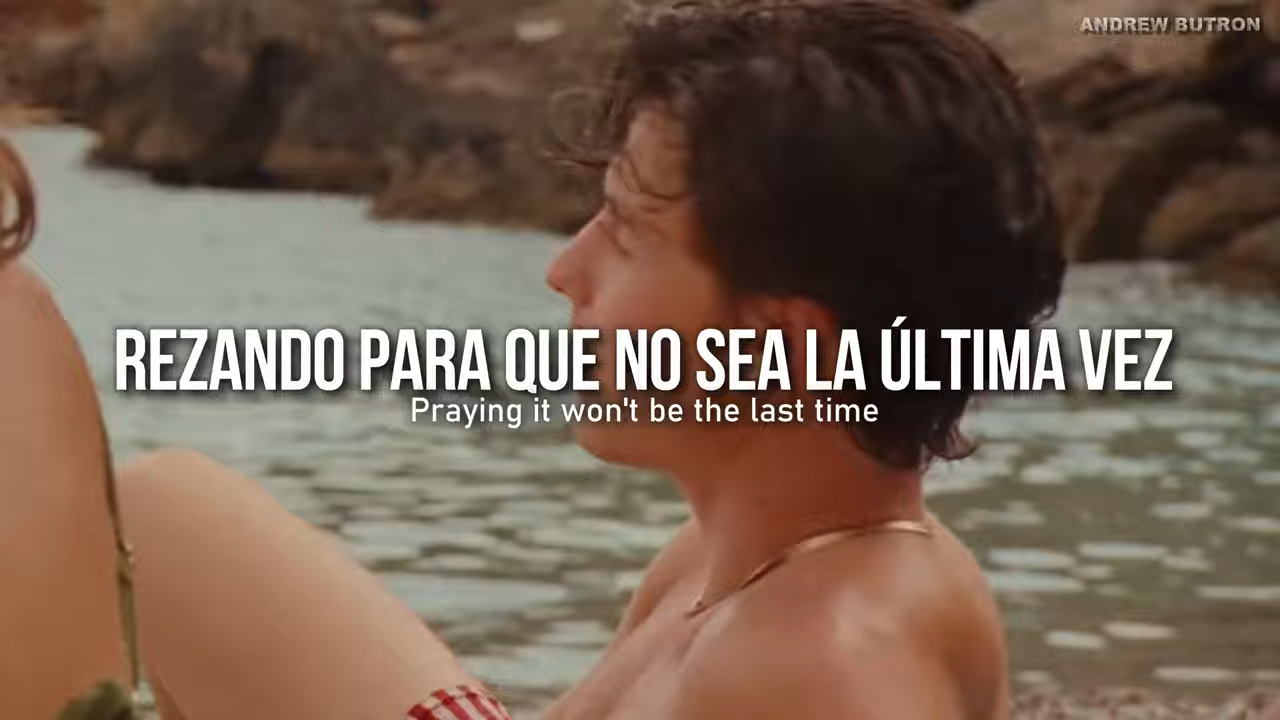 ANDREW BUTRON
REZANDO PARA QUE NO SEA LA ÚLTIMA VEZ
Praying it won't be the last time